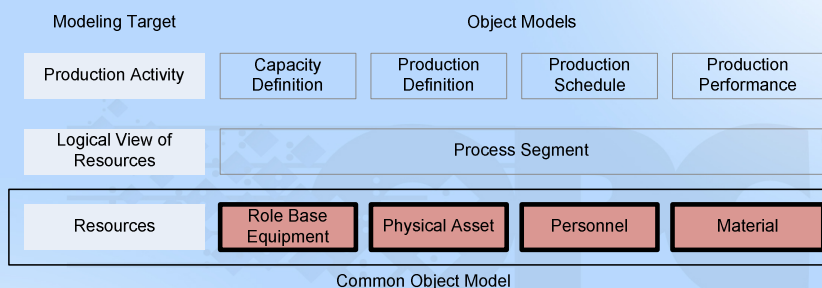 Modeling Target
Object Models
Production Activity
Capacity
Definition
Production
Definition
Production
Schedule
Production
Performance
Logical View of
Resources
Process Segment
Resources
Role Base
Equipment
Physical Asset
Personnel
Material
Common Object Model